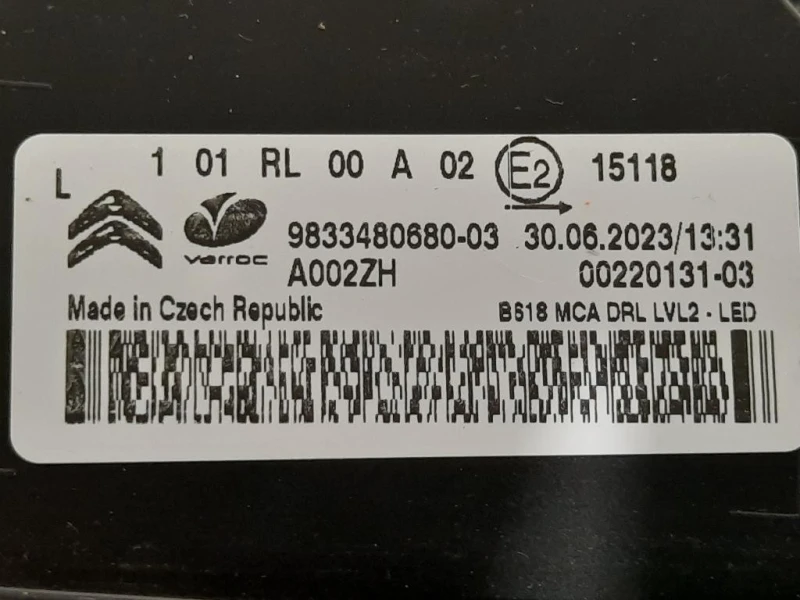 L 1 01 RL 00 A 02 E2 15118
varroc
9833480680-03 30.06.2023/13:31
A002ZH 00220131-03
Made in Czech Republic B618 MCA DRL LVL2 - LED